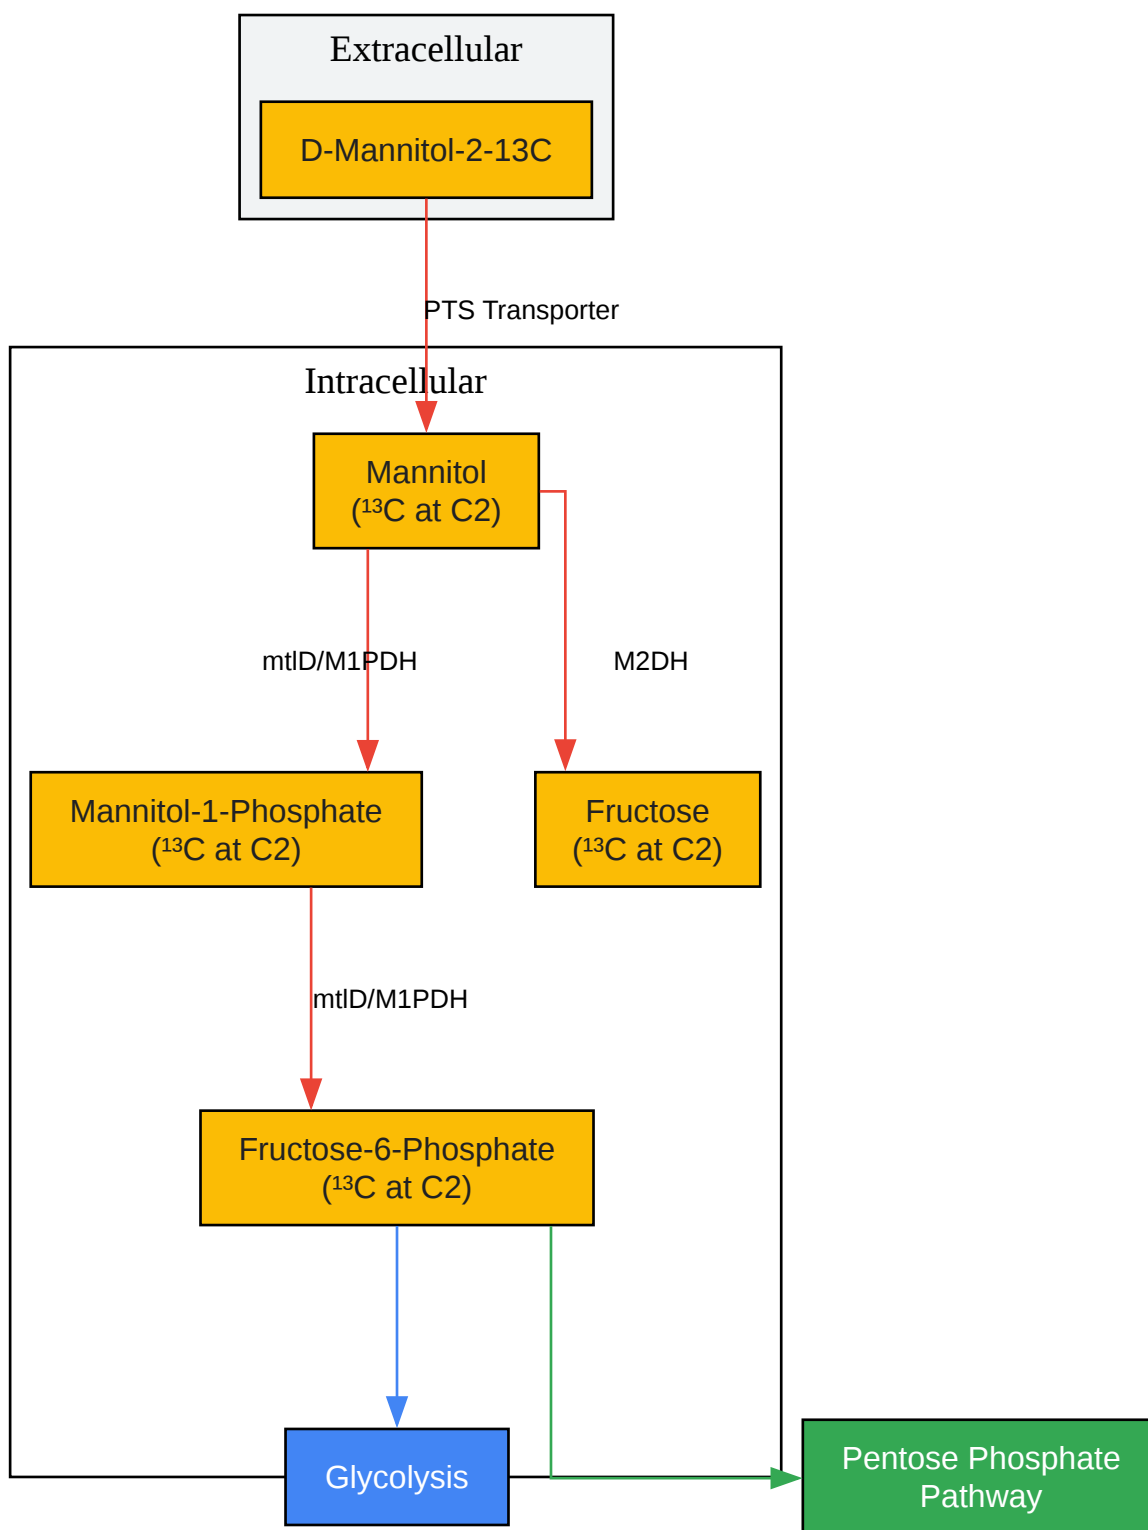 Extracellular
D-Mannitol-2-13C
PTS Transporter
Intracellular
Mannitol
(¹³C at C2)
mtlD/M1PDH
M2DH
Mannitol-1-Phosphate
(¹³C at C2)
Fructose
(¹³C at C2)
mtlD/M1PDH
Fructose-6-Phosphate
(¹³C at C2)
Glycolysis
Pentose Phosphate
Pathway